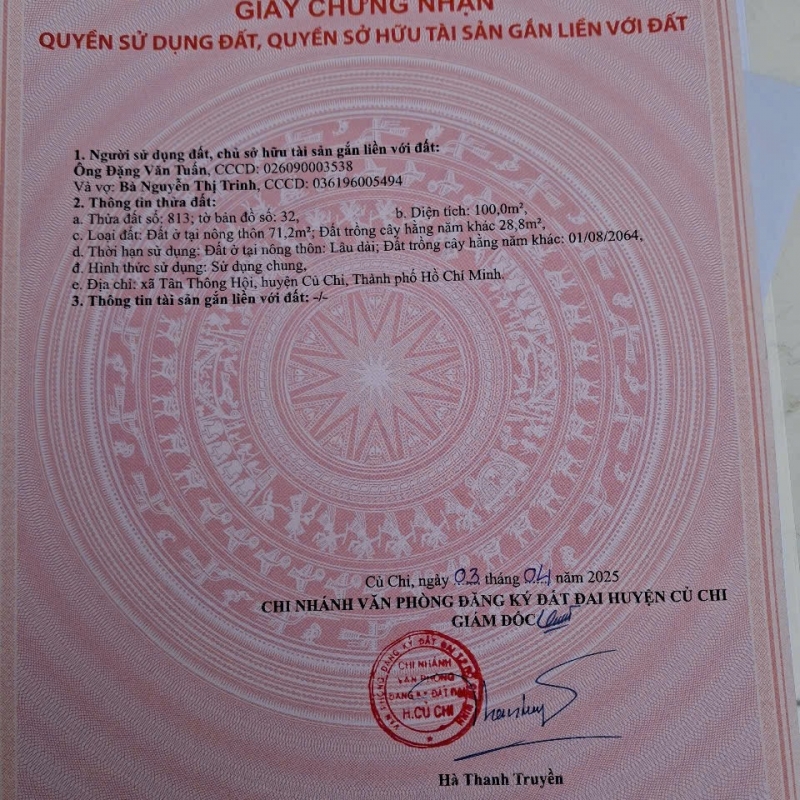 GIẤY CHỨNG NHẬN
QUYỀN SỬ DỤNG ĐẤT, QUYỀN SỞ HỮU TÀI SẢN GẮN LIỀN VỚI ĐẤT
1. Người sử dụng đất, chủ sở hữu tài sản gắn liền với đất:
Ông Đặng Văn Tuấn, CCCD: 026090003538
Và vợ: Bà Nguyễn Thị Trinh, CCCD: 036196005494
2. Thông tin thửa đất:
a. Thửa đất số: 813; tờ bản đồ số: 32, b. Diện tích: 100,0m²,
c. Loại đất: Đất ở tại nông thôn 71,2m²; Đất trồng cây hằng năm khác 28,8m²,
d. Thời hạn sử dụng: Đất ở tại nông thôn: Lâu dài; Đất trồng cây hằng năm khác: 01/08/2064,
đ. Hình thức sử dụng: Sử dụng chung,
e. Địa chỉ: xã Tân Thông Hội, huyện Củ Chi, Thành phố Hồ Chí Minh.
3. Thông tin tài sản gắn liền với đất: -/-
Củ Chi, ngày 03 tháng 04 năm 2025
CHI NHÁNH VĂN PHÒNG ĐĂNG KÝ ĐẤT ĐAI HUYỆN CỦ CHI
GIÁM ĐỐC
CHI NHÁNH
VĂN PHÒNG
ĐĂNG KÝ ĐẤT ĐAI
H.CỦ CHI
Hà Thanh Truyền